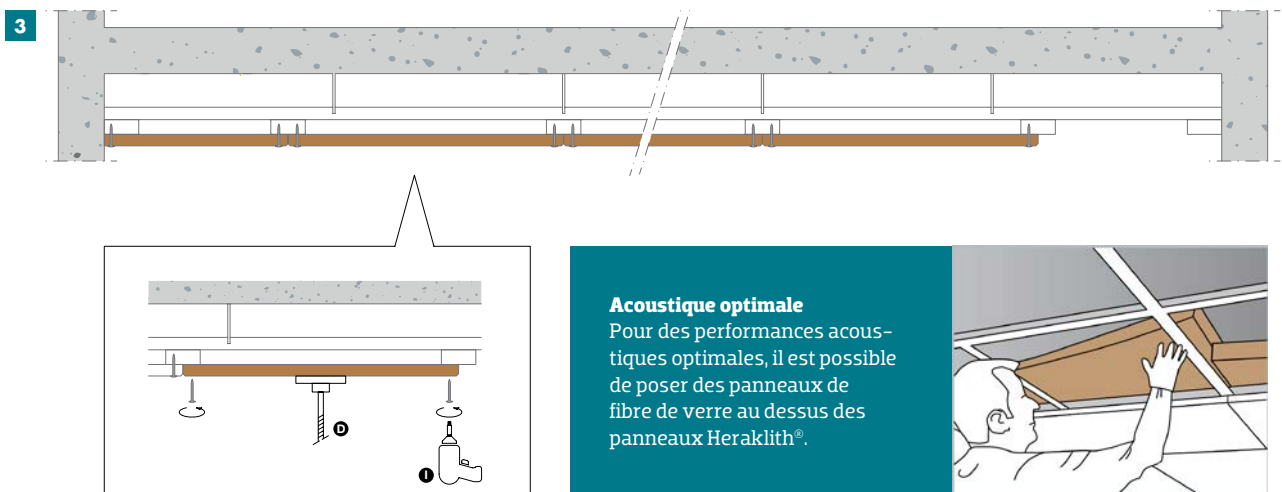 3
D
I
Acoustique optimale
Pour des performances acous-
tiques optimales, il est possible
de poser des panneaux de
fibre de verre au dessus des
panneaux Heraklith®.